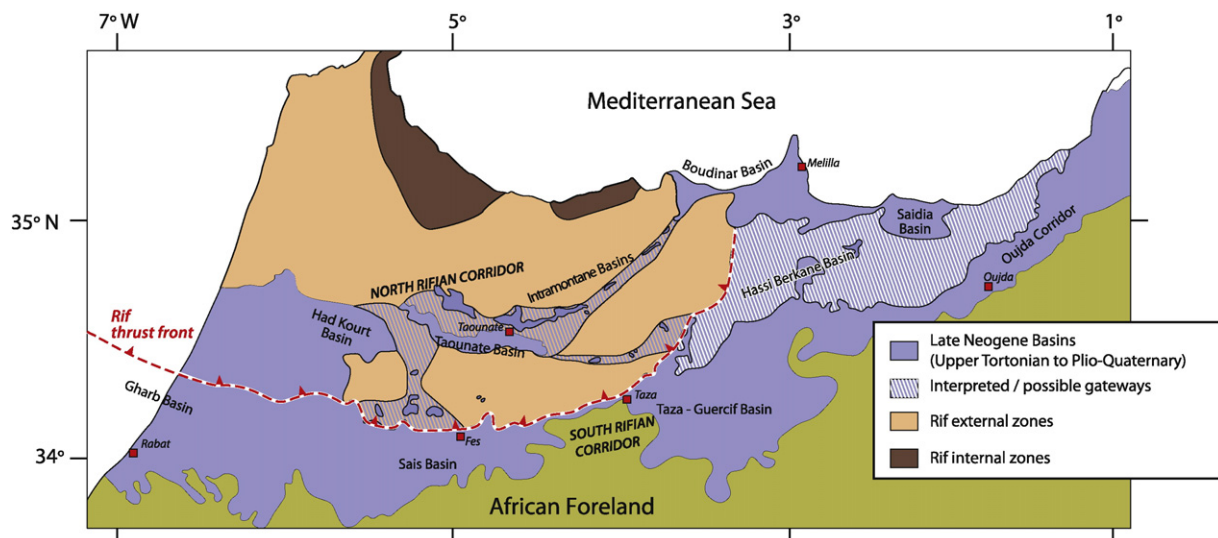 7° W
5°
3°
1°
Mediterranean Sea
Boudinar Basin
Melilla
35° N
Saidia
Basin
Oujda Corridor
Hassi Berkane Basin
Oujda
NORTH RIFIAN CORRIDOR
Intramontane Basins
Rif
thrust front
Had Kourt
Basin
Taounate
Taounate Basin
Gharb Basin
Taza
Taza - Guercif Basin
SOUTH RIFIAN
CORRIDOR
Rabat
Fes
34°
Sais Basin
African Foreland
Late Neogene Basins
(Upper Tortonian to Plio-Quaternary)
Interpreted / possible gateways
Rif external zones
Rif internal zones